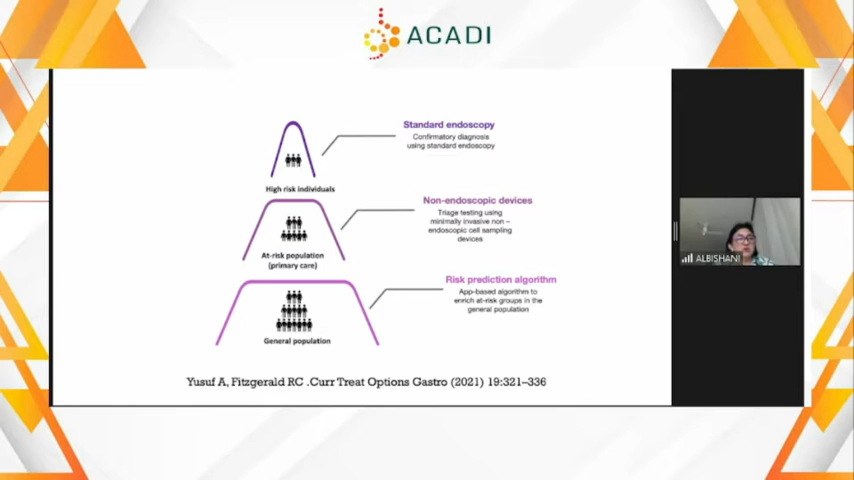 ACADI
Standard endoscopy
Confirmatory diagnosis
using standard endoscopy
High risk individuals
Non-endoscopic devices
Triage testing using
minimally invasive non –
endoscopic cell sampling
devices
At-risk population
(primary care)
Risk prediction algorithm
App-based algorithm to
enrich at-risk groups in the
general population
General population
Yusuf A, Fitzgerald RC .Curr Treat Options Gastro (2021) 19:321–336
ALBISHANI